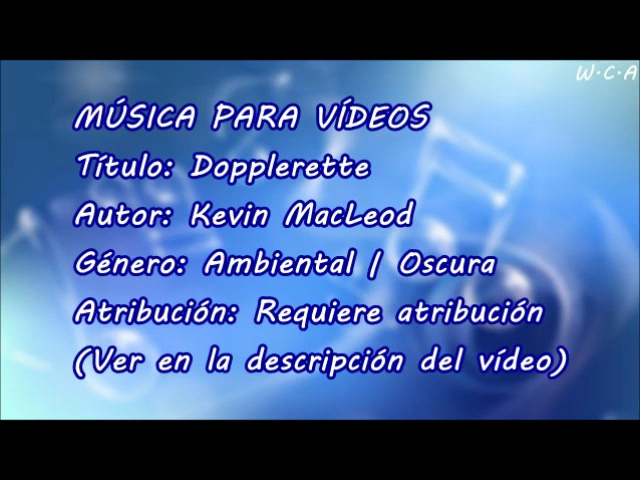 W.C.A
MÚSICA PARA VÍDEOS
Título: Dopplerette
Autor: Kevin MacLeod
Género: Ambiental / Oscura
Atribución: Requiere atribución
(Ver en la descripción del vídeo)